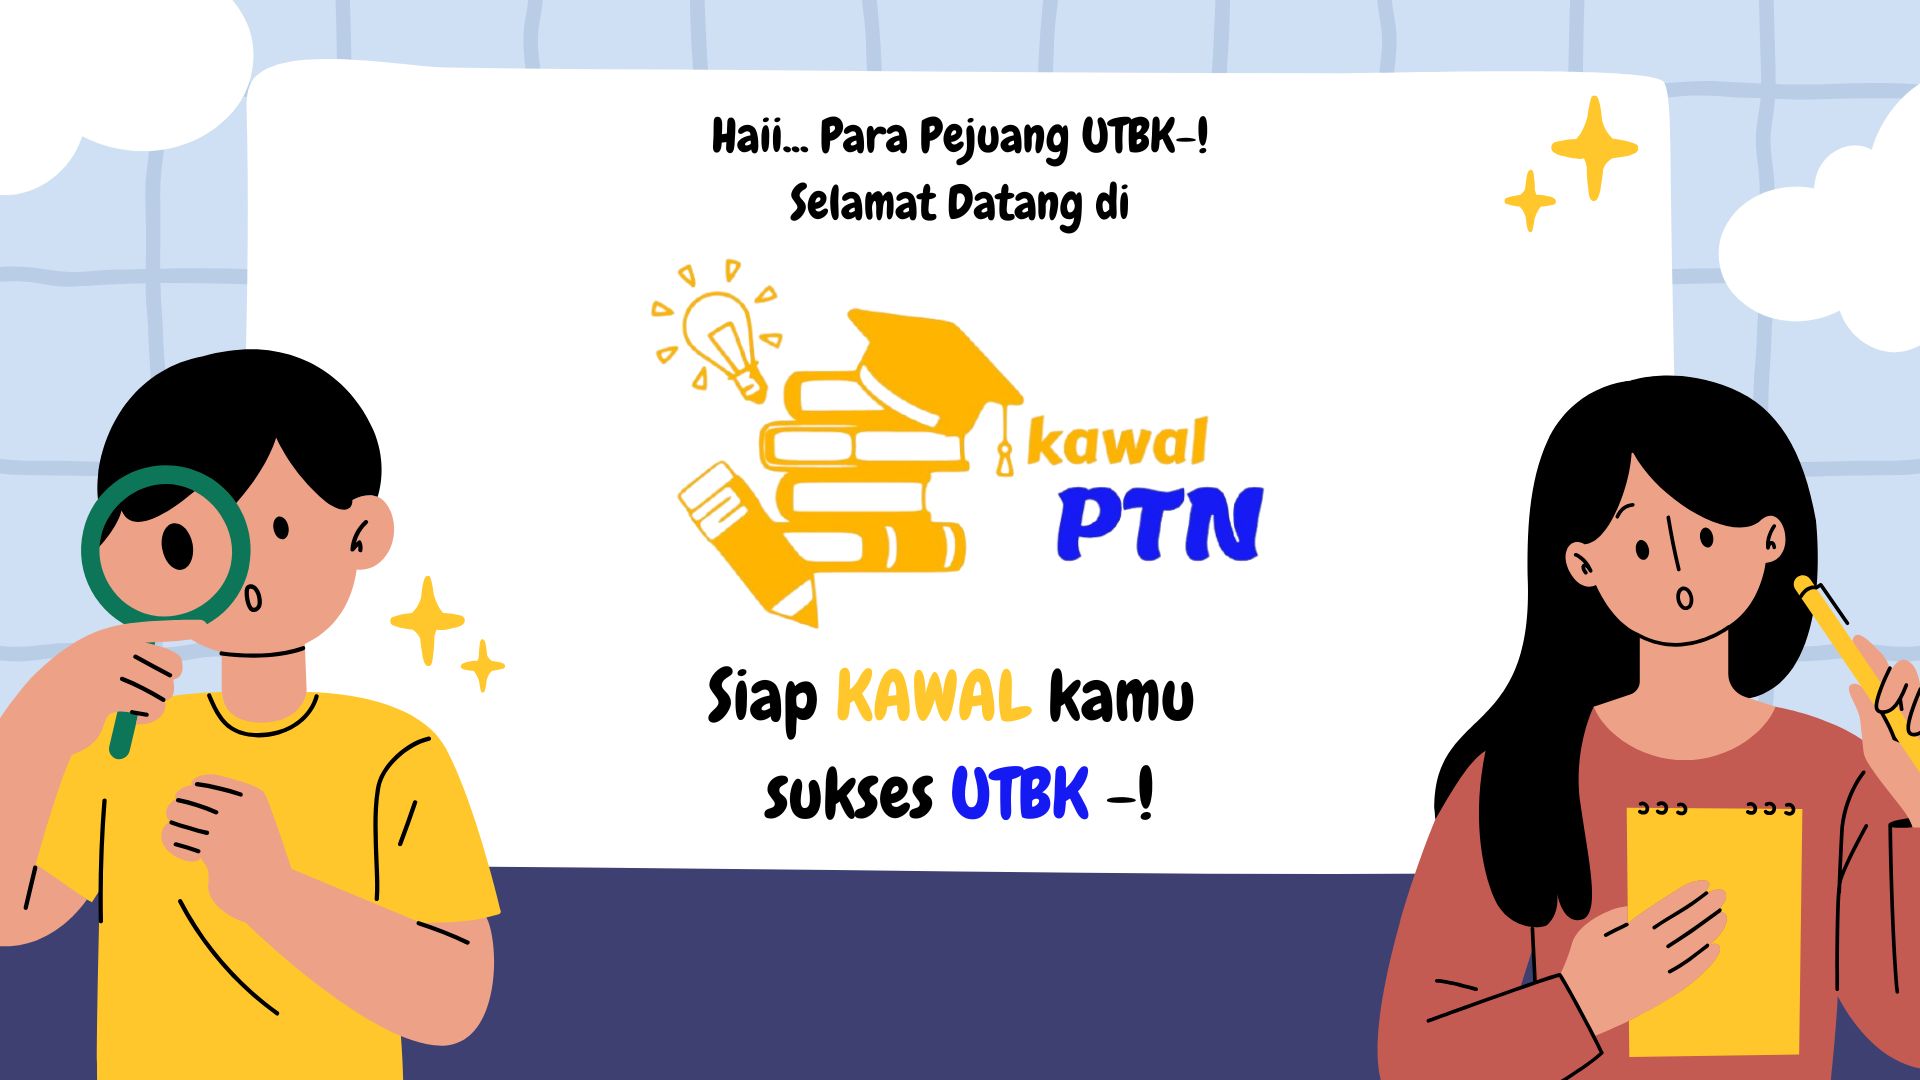 Haii... Para Pejuang UTBK-!
Selamat Datang di
kawal
PTN
Siap KAWAL kamu
sukses UTBK -!